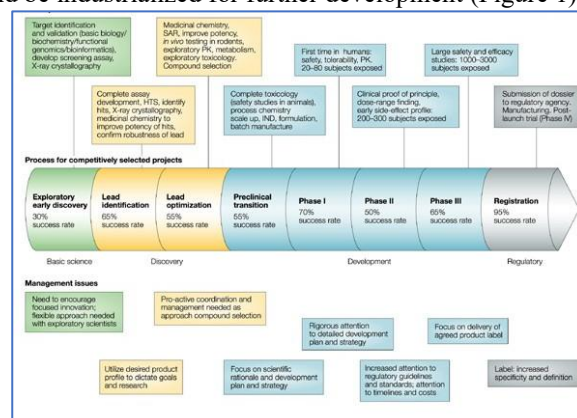 d be industrialized for further development (Figure 1)
Target identification
and validation (basic biology/
biochemistry/functional
genomics/bioinformatics),
develop screening assay,
X-ray crystallography
Medicinal chemistry,
SAR, improve potency,
in vivo testing in rodents,
exploratory PK, metabolism,
exploratory toxicology.
Compound selection
First time in humans:
safety, tolerability, PK.
20–80 subjects exposed
Large safety and efficacy
studies: 1000–3000
subjects exposed
Complete assay
development, HTS, identify
hits, X-ray crystallography,
medicinal chemistry to
improve potency of hits,
confirm robustness of lead
Complete toxicology
(safety studies in animals),
process chemistry
scale up, IND, formulation,
batch manufacture
Clinical proof of principle,
dose-range finding,
early side-effect profile:
200–300 subjects exposed
Submission of dossier
to regulatory agency.
Manufacturing, Post-
launch trial (Phase IV)
Process for competitively selected projects
Exploratory
early discovery
30%
success rate
Lead identification
65%
success rate
Lead optimization
55%
success rate
Preclinical
transition
55%
success rate
Phase I
70%
success rate
Phase II
50%
success rate
Phase III
65%
success rate
Registration
95%
success rate
Basic science
Discovery
Development
Regulatory
Management issues
Need to encourage
focused innovation;
flexible approach needed
with exploratory scientists
Pro-active coordination and
management needed as
approach compound selection
Rigorous attention
to detailed development
plan and strategy
Focus on delivery of
agreed product label
Utilize desired product
profile to dictate goals
and research
Focus on scientific
rationale and development
plan and strategy
Increased attention to
regulatory guidelines
and standards; attention
to timelines and costs
Label: increased
specificity and definition